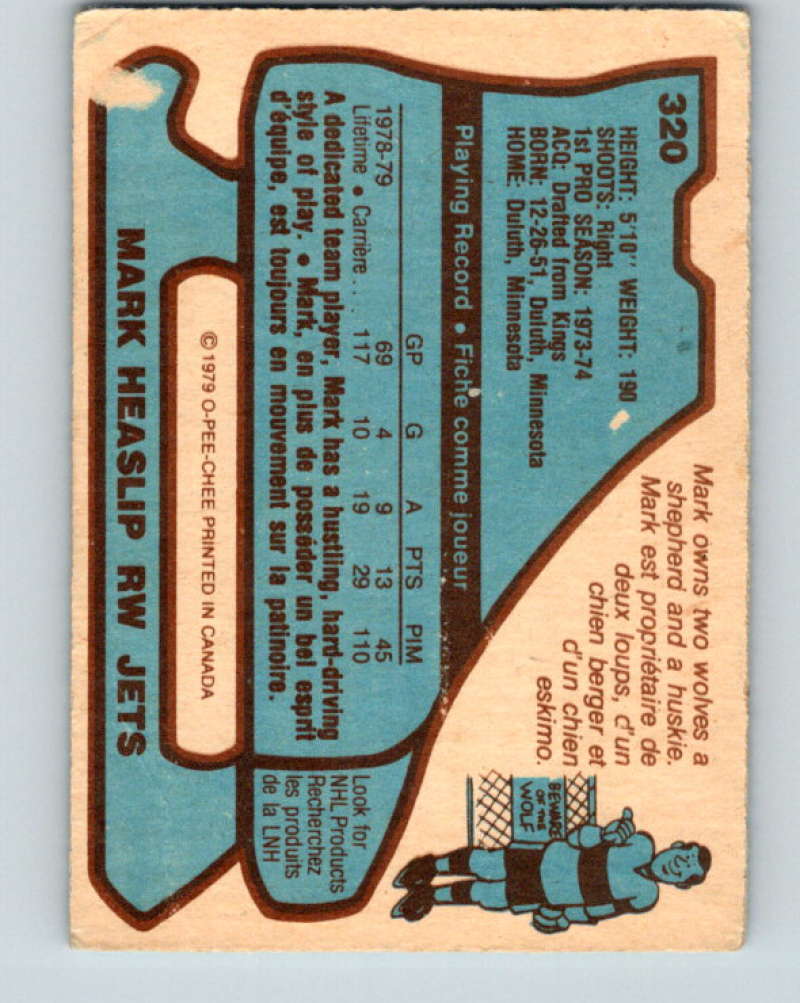 320
HEIGHT: 5'10" WEIGHT: 190
SHOOTS: Right
1st PRO SEASON: 1973-74
ACQ: Drafted from Kings
BORN: 12-26-51, Duluth, Minnesota
HOME: Duluth, Minnesota
Mark owns two wolves a
shepherd and a huskie.
Mark est propriétaire de
deux loups, d'un
chien berger et
d'un chien
eskimo.
BEWARE
OF THE
WOLF
Playing Record • Fiche comme joueur
GP G A PTS PIM
1978-79 69 4 9 13 45
Lifetime • Carrière . . . 117 10 19 29 110
A dedicated team player, Mark has a hustling, hard-driving
style of play. • Mark, en plus de posséder un bel esprit
d'équipe, est toujours en mouvement sur la patinoire.
Look for
NHL Products
Recherchez
les produits
de la LNH
© 1979 O-PEE-CHEE PRINTED IN CANADA
MARK HEASLIP RW JETS